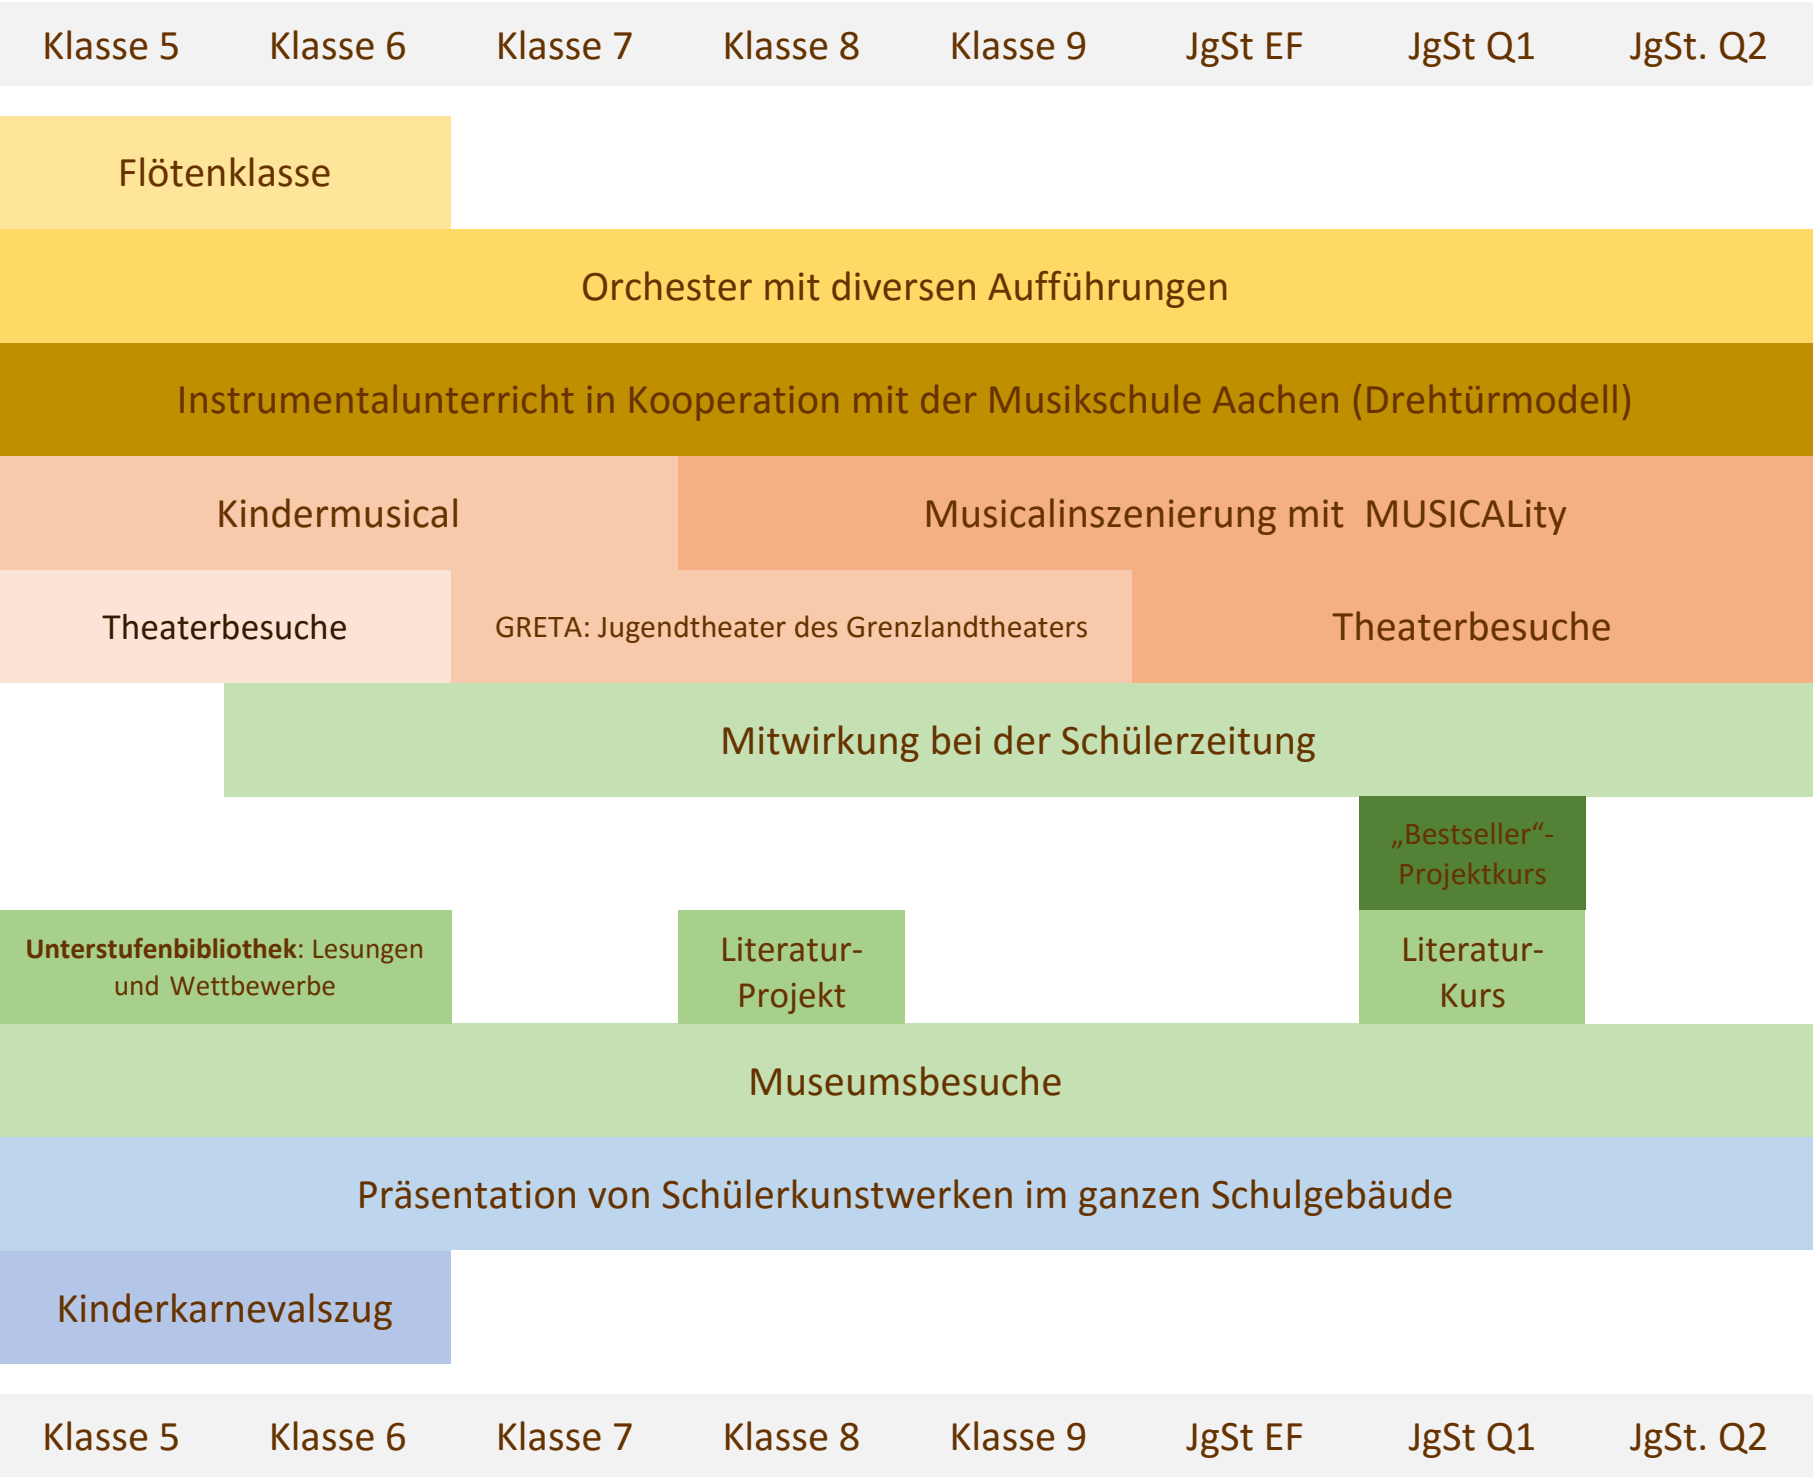 Klasse 5 Klasse 6 Klasse 7 Klasse 8 Klasse 9 JgSt EF JgSt Q1 JgSt. Q2
Flötenklasse
Orchester mit diversen Aufführungen
Instrumentalunterricht in Kooperation mit der Musikschule Aachen (Drehtürmodell)
Kindermusical Musicalinszenierung mit MUSICALity
Theaterbesuche GRETA: Jugendtheater des Grenzlandtheaters Theaterbesuche
Mitwirkung bei der Schülerzeitung
„Bestseller“-
Projektkurs
Unterstufenbibliothek: Lesungen
und Wettbewerbe
Literatur-
Projekt
Literatur-
Kurs
Museumsbesuche
Präsentation von Schülerkunstwerken im ganzen Schulgebäude
Kinderkarnevalszug
Klasse 5 Klasse 6 Klasse 7 Klasse 8 Klasse 9 JgSt EF JgSt Q1 JgSt. Q2